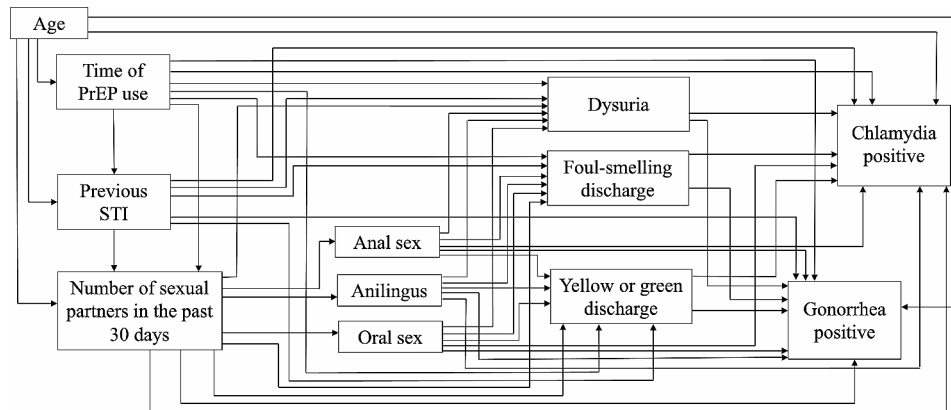 Age
Time of
PrEP use
Previous
STI
Number of sexual
partners in the past
30 days
Anal sex
Anilingus
Oral sex
Dysuria
Foul-smelling
discharge
Yellow or green
discharge
Chlamydia
positive
Gonorrhea
positive